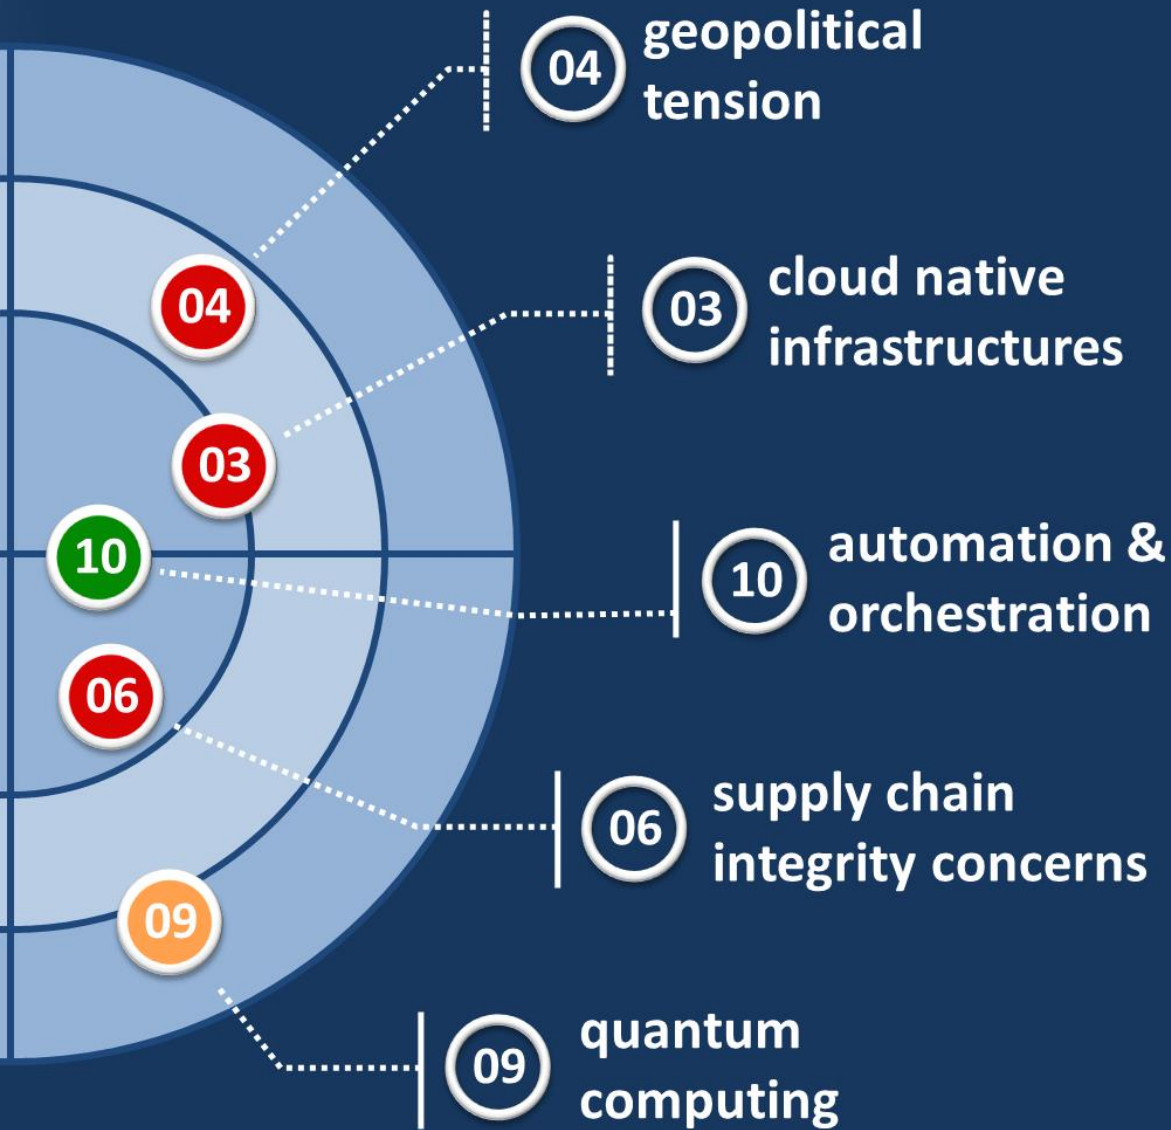 04
geopolitical
tension
04
03
cloud native
infrastructures
03
10
automation &
orchestration
10
06
supply chain
integrity concerns
06
09
quantum
computing
09